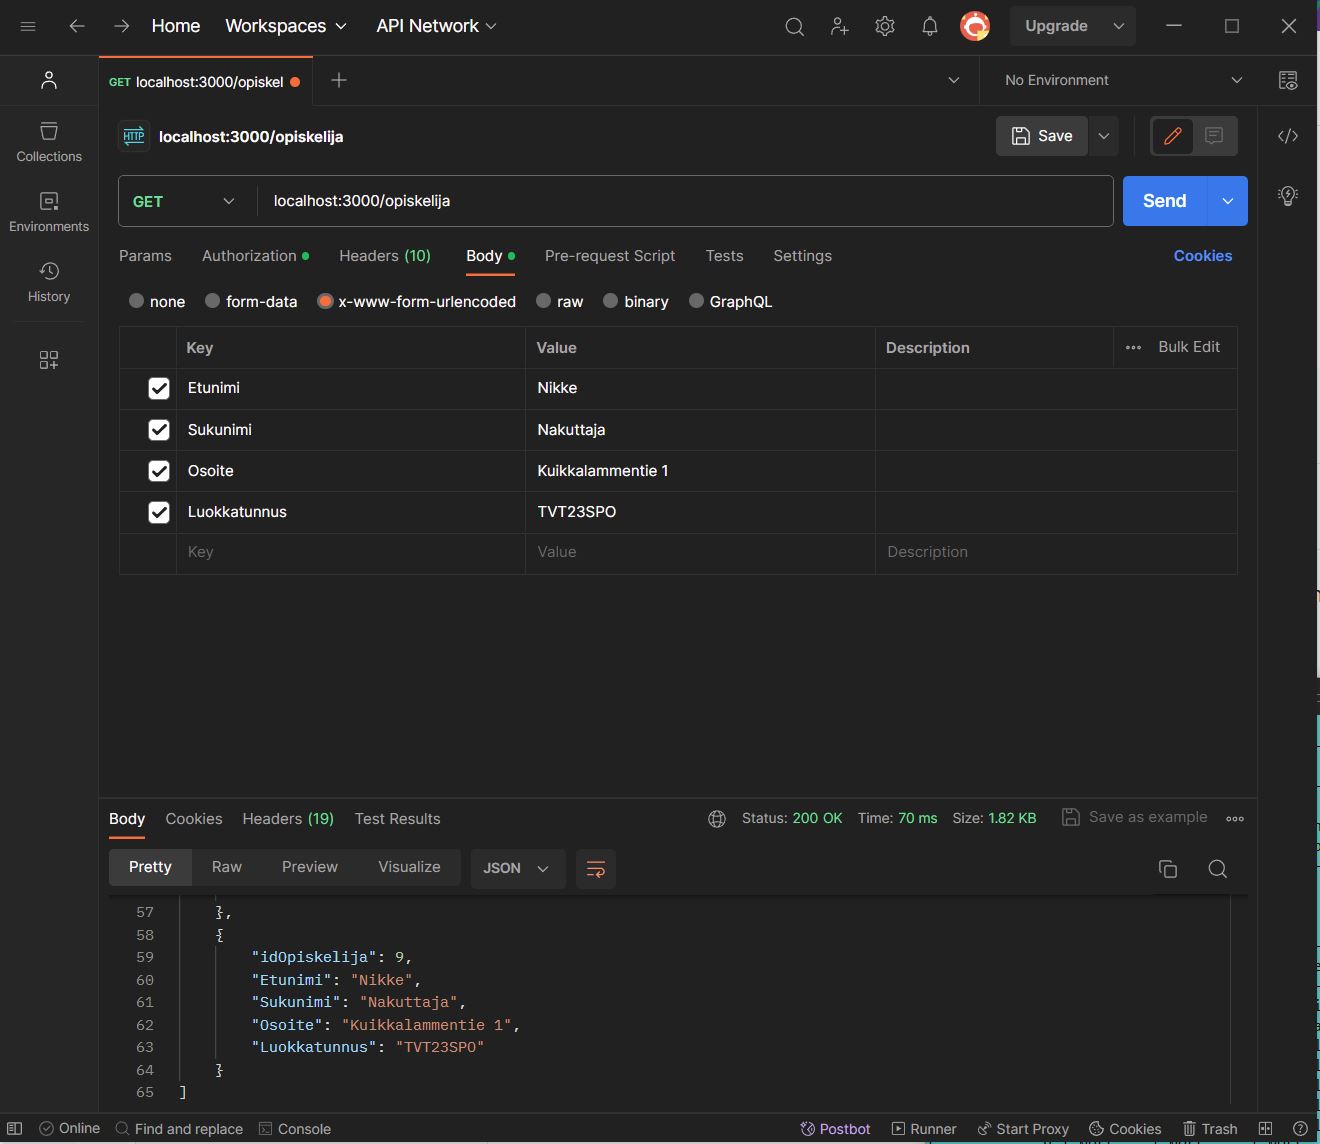 Home Workspaces API Network Upgrade
GET localhost:3000/opiskel No Environment
HTTP localhost:3000/opiskelija Save
Collections
GET localhost:3000/opiskelija Send
Environments
Params Authorization Headers (10) Body Pre-request Script Tests Settings Cookies
History
none form-data x-www-form-urlencoded raw binary GraphQL
Key Value Description Bulk Edit
Etunimi Nikke
Sukunimi Nakuttaja
Osoite Kuikkalammentie 1
Luokkatunnus TVT23SPO
Key Value Description
Body Cookies Headers (19) Test Results Status: 200 OK Time: 70 ms Size: 1.82 KB Save as example
Pretty Raw Preview Visualize JSON
57 },
58 {
59 "idOpiskelija": 9,
60 "Etunimi": "Nikke",
61 "Sukunimi": "Nakuttaja",
62 "Osoite": "Kuikkalammentie 1",
63 "Luokkatunnus": "TVT23SPO"
64 }
65 ]
Online Find and replace Console Postbot Runner Start Proxy Cookies Trash